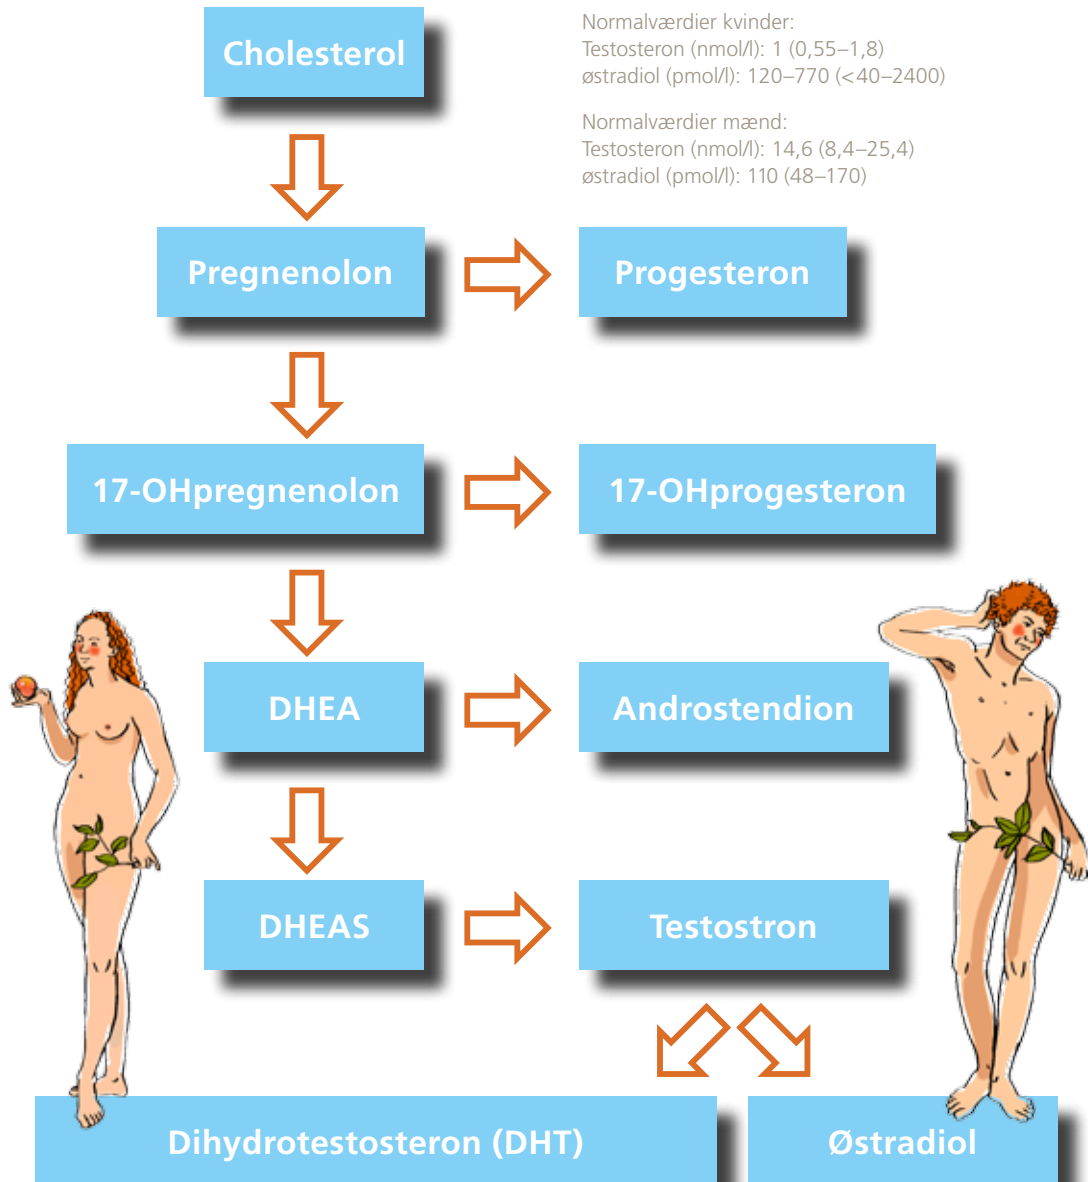 Cholesterol
Normalværdier kvinder:
Testosteron (nmol/l): 1 (0,55–1,8)
østradiol (pmol/l): 120–770 (<40–2400)
Normalværdier mænd:
Testosteron (nmol/l): 14,6 (8,4–25,4)
østradiol (pmol/l): 110 (48–170)
Pregnenolon
Progesteron
17-OHpregnenolon
17-OHprogesteron
DHEA
Androstendion
DHEAS
Testostron
Dihydrotestosteron (DHT)
Østradiol